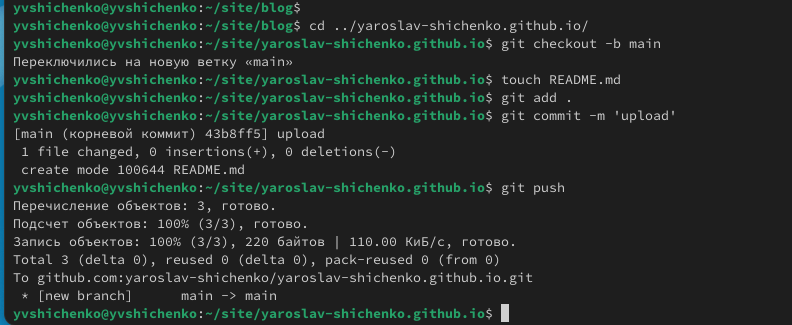 yvshichenko@yvshichenko:~/site/blog$
yvshichenko@yvshichenko:~/site/blog$ cd ../yaroslav-shichenko.github.io/
yvshichenko@yvshichenko:~/site/yaroslav-shichenko.github.io$ git checkout -b main
Переключились на новую ветку «main»
yvshichenko@yvshichenko:~/site/yaroslav-shichenko.github.io$ touch README.md
yvshichenko@yvshichenko:~/site/yaroslav-shichenko.github.io$ git add .
yvshichenko@yvshichenko:~/site/yaroslav-shichenko.github.io$ git commit -m 'upload'
[main (корневой коммит) 43b8ff5] upload
 1 file changed, 0 insertions(+), 0 deletions(-)
 create mode 100644 README.md
yvshichenko@yvshichenko:~/site/yaroslav-shichenko.github.io$ git push
Перечисление объектов: 3, готово.
Подсчет объектов: 100% (3/3), готово.
Запись объектов: 100% (3/3), 220 байтов | 110.00 КиБ/с, готово.
Total 3 (delta 0), reused 0 (delta 0), pack-reused 0 (from 0)
To github.com:yaroslav-shichenko/yaroslav-shichenko.github.io.git
 * [new branch]      main -> main
yvshichenko@yvshichenko:~/site/yaroslav-shichenko.github.io$